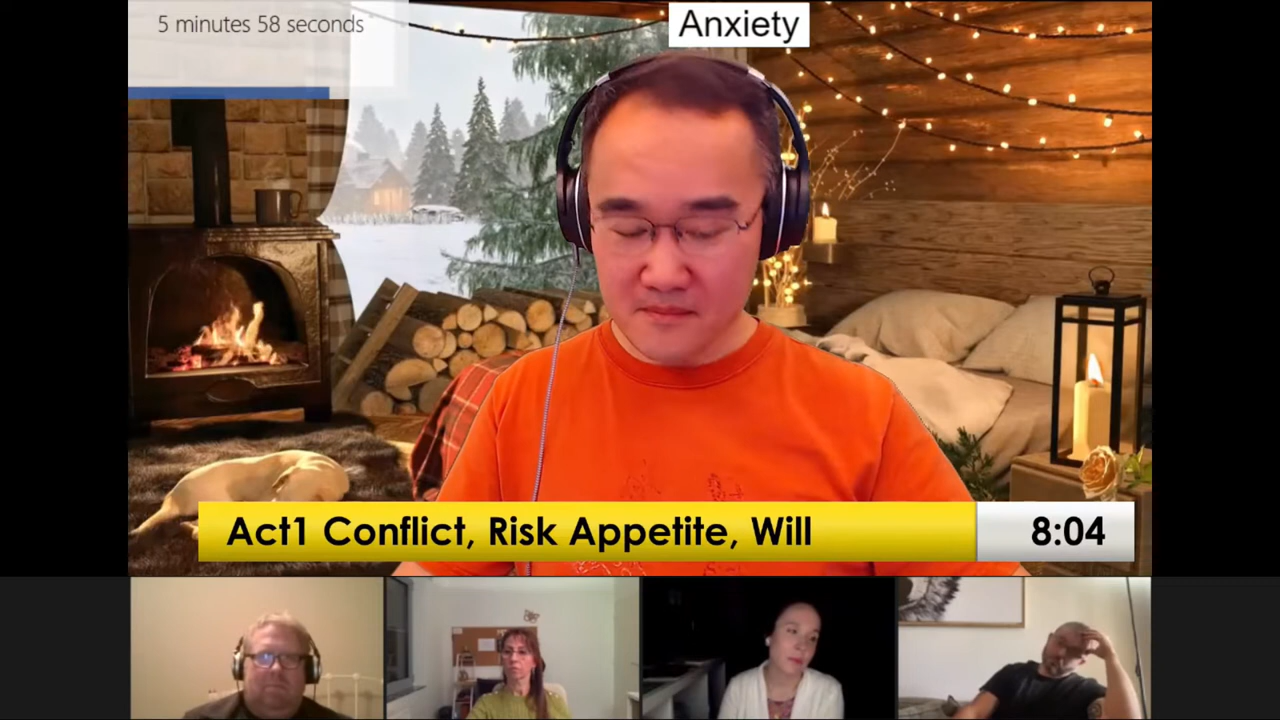 5 minutes 58 seconds
Anxiety
Act1 Conflict, Risk Appetite, Will
8:04